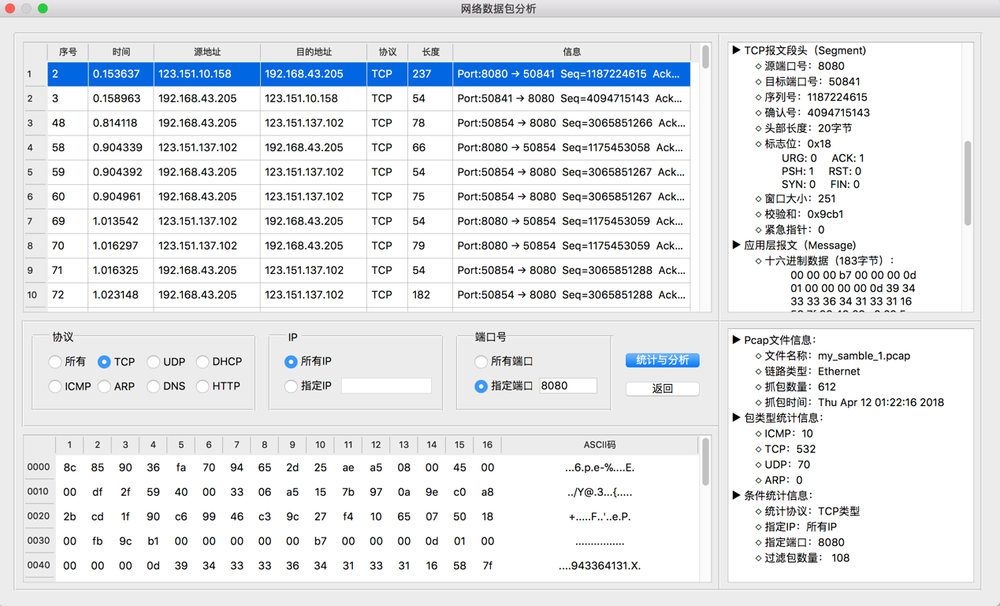 网络数据包分析
序号 时间 源地址 目的地址 协议 长度 信息
1 2 0.153637 123.151.10.158 192.168.43.205 TCP 237 Port:8080 → 50841 Seq=1187224615 Ack...
2 3 0.158963 192.168.43.205 123.151.10.158 TCP 54 Port:50841 → 8080 Seq=4094715143 Ack...
3 48 0.814118 192.168.43.205 123.151.137.102 TCP 78 Port:50854 → 8080 Seq=3065851266 Ack...
4 58 0.904339 123.151.137.102 192.168.43.205 TCP 66 Port:8080 → 50854 Seq=1175453058 Ack...
5 59 0.904392 192.168.43.205 123.151.137.102 TCP 54 Port:50854 → 8080 Seq=3065851267 Ack...
6 60 0.904961 192.168.43.205 123.151.137.102 TCP 75 Port:50854 → 8080 Seq=3065851267 Ack...
7 69 1.013542 123.151.137.102 192.168.43.205 TCP 54 Port:8080 → 50854 Seq=1175453059 Ack...
8 70 1.016297 123.151.137.102 192.168.43.205 TCP 79 Port:8080 → 50854 Seq=1175453059 Ack...
9 71 1.016325 192.168.43.205 123.151.137.102 TCP 54 Port:50854 → 8080 Seq=3065851288 Ack...
10 72 1.023148 192.168.43.205 123.151.137.102 TCP 182 Port:50854 → 8080 Seq=3065851288 Ack...
▶ TCP报文段头（Segment)
◇ 源端口号：8080
◇ 目标端口号：50841
◇ 序列号：1187224615
◇ 确认号：4094715143
◇ 头部长度：20字节
◇ 标志位：0x18
URG: 0 ACK: 1
PSH: 1 RST: 0
SYN: 0 FIN: 0
◇ 窗口大小：251
◇ 校验和：0x9cb1
◇ 紧急指针：0
▶ 应用层报文（Message)
◇ 十六进制数据（183字节）：
00 00 00 b7 00 00 00 0d
01 00 00 00 00 0d 39 34
33 33 36 34 31 33 31 16
协议
所有 TCP UDP DHCP
ICMP ARP DNS HTTP
IP
所有IP
指定IP
端口号
所有端口
指定端口 8080
统计与分析
返回
1 2 3 4 5 6 7 8 9 10 11 12 13 14 15 16 ASCII码
0000 8c 85 90 36 fa 70 94 65 2d 25 ae a5 08 00 45 00 ...6.p.e-%....E.
0010 00 df 2f 59 40 00 33 06 a5 15 7b 97 0a 9e c0 a8 ../Y@.3...{.....
0020 2b cd 1f 90 c6 99 46 c3 9c 27 f4 10 65 07 50 18 +.....F..'..e.P.
0030 00 fb 9c b1 00 00 00 00 00 b7 00 00 00 0d 01 00 ................
0040 00 00 00 0d 39 34 33 33 36 34 31 33 31 16 58 7f ....943364131.X.
▶ Pcap文件信息：
◇ 文件名称：my_samble_1.pcap
◇ 链路类型：Ethernet
◇ 抓包数量：612
◇ 抓包时间：Thu Apr 12 01:22:16 2018
▶ 包类型统计信息：
◇ ICMP：10
◇ TCP：532
◇ UDP：70
◇ ARP：0
▶ 条件统计信息：
◇ 统计协议：TCP类型
◇ 指定IP：所有IP
◇ 指定端口：8080
◇ 过滤包数量： 108